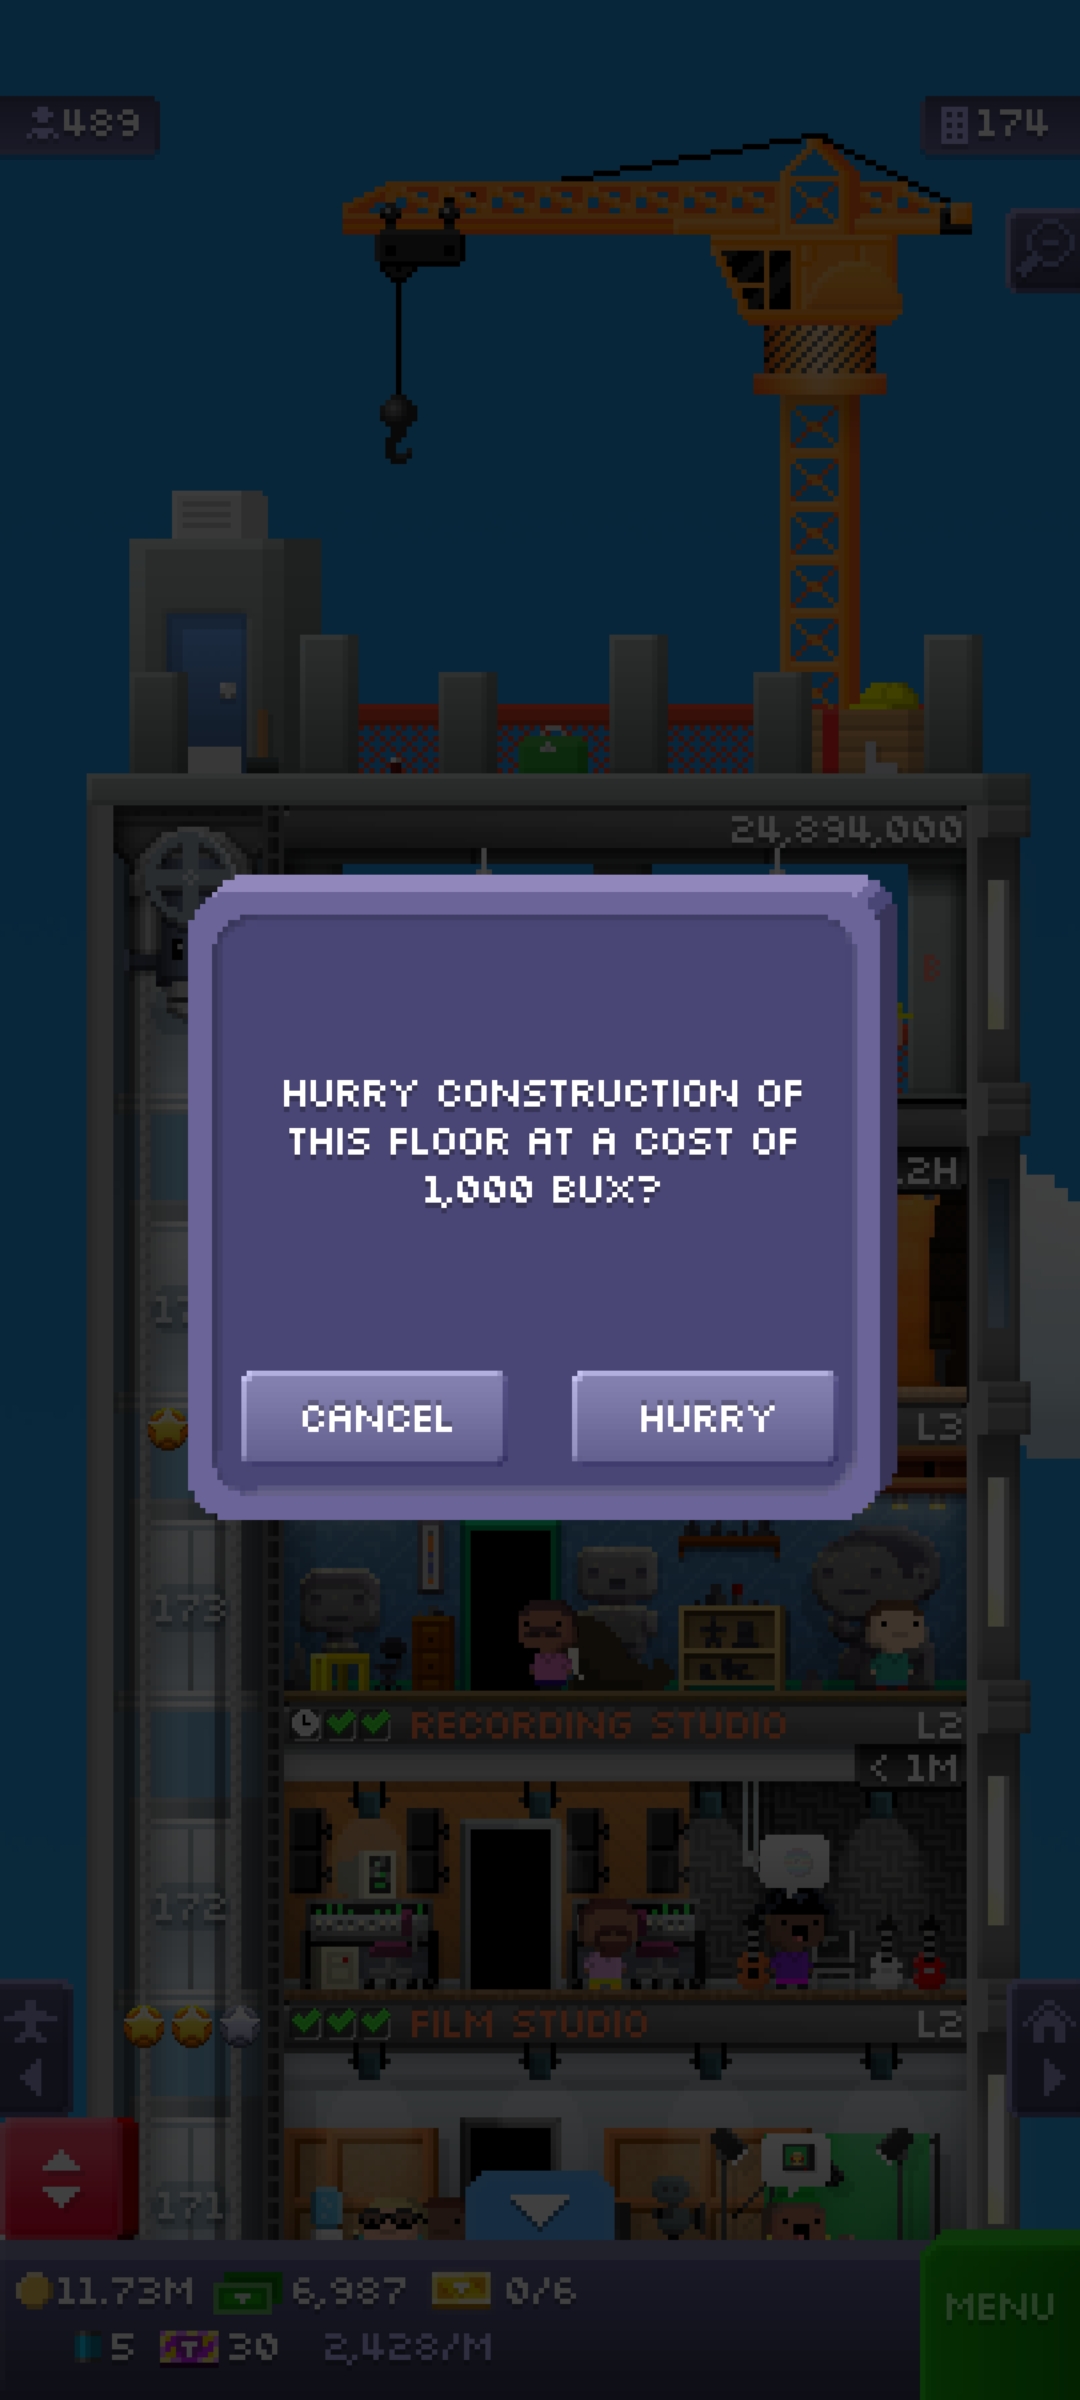 489
174
24,894,000
B
HURRY CONSTRUCTION OF
THIS FLOOR AT A COST OF
1,000 BUX?
CANCEL
HURRY
L3
173
RECORDING STUDIO
L2
< 1M
172
FILM STUDIO
L2
171
11.73M
6,987
0/6
5
T
30
2,428/M
MENU